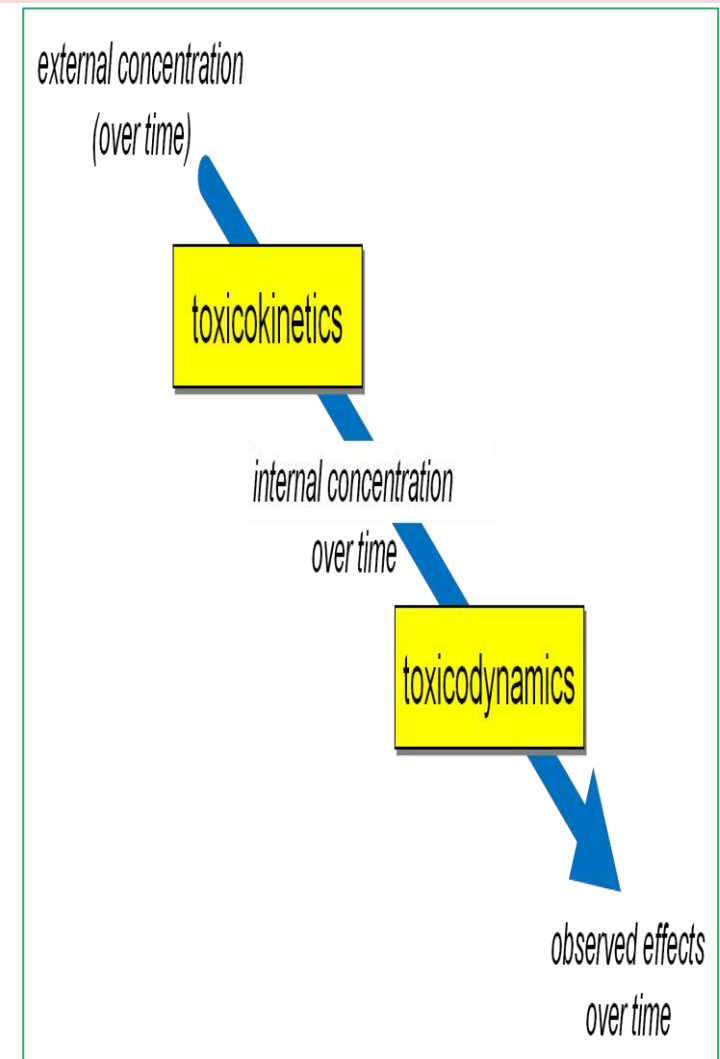 external concentration
(over time)
toxicokinetics
internal concentration
over time
toxicodynamics
observed effects
over time